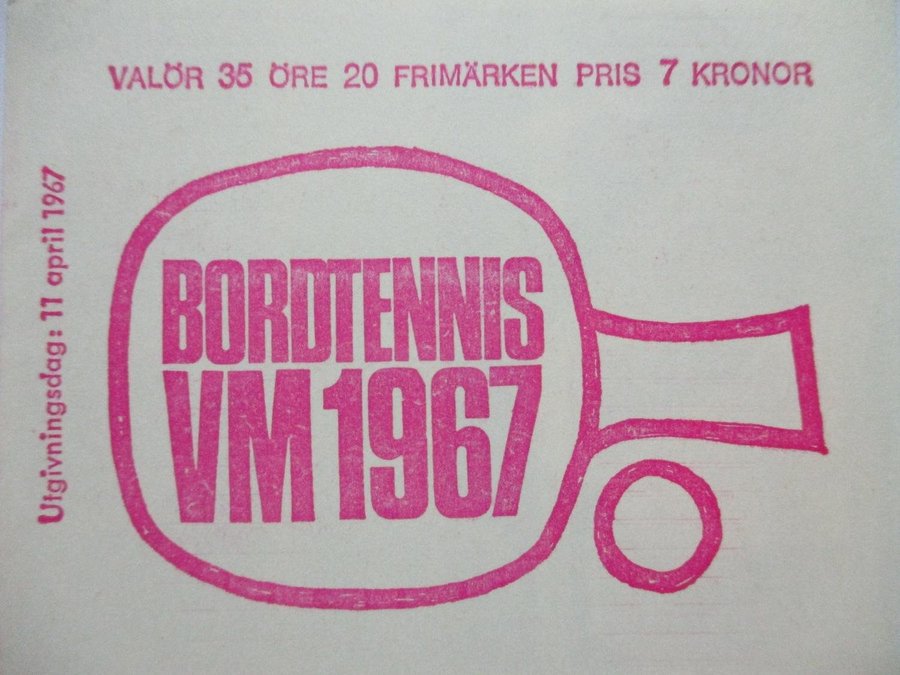 VALÖR 35 ÖRE 20 FRIMÄRKEN PRIS 7 KRONOR
Utgivningsdag: 11 april 1967
BORDTENNIS
VM 1967